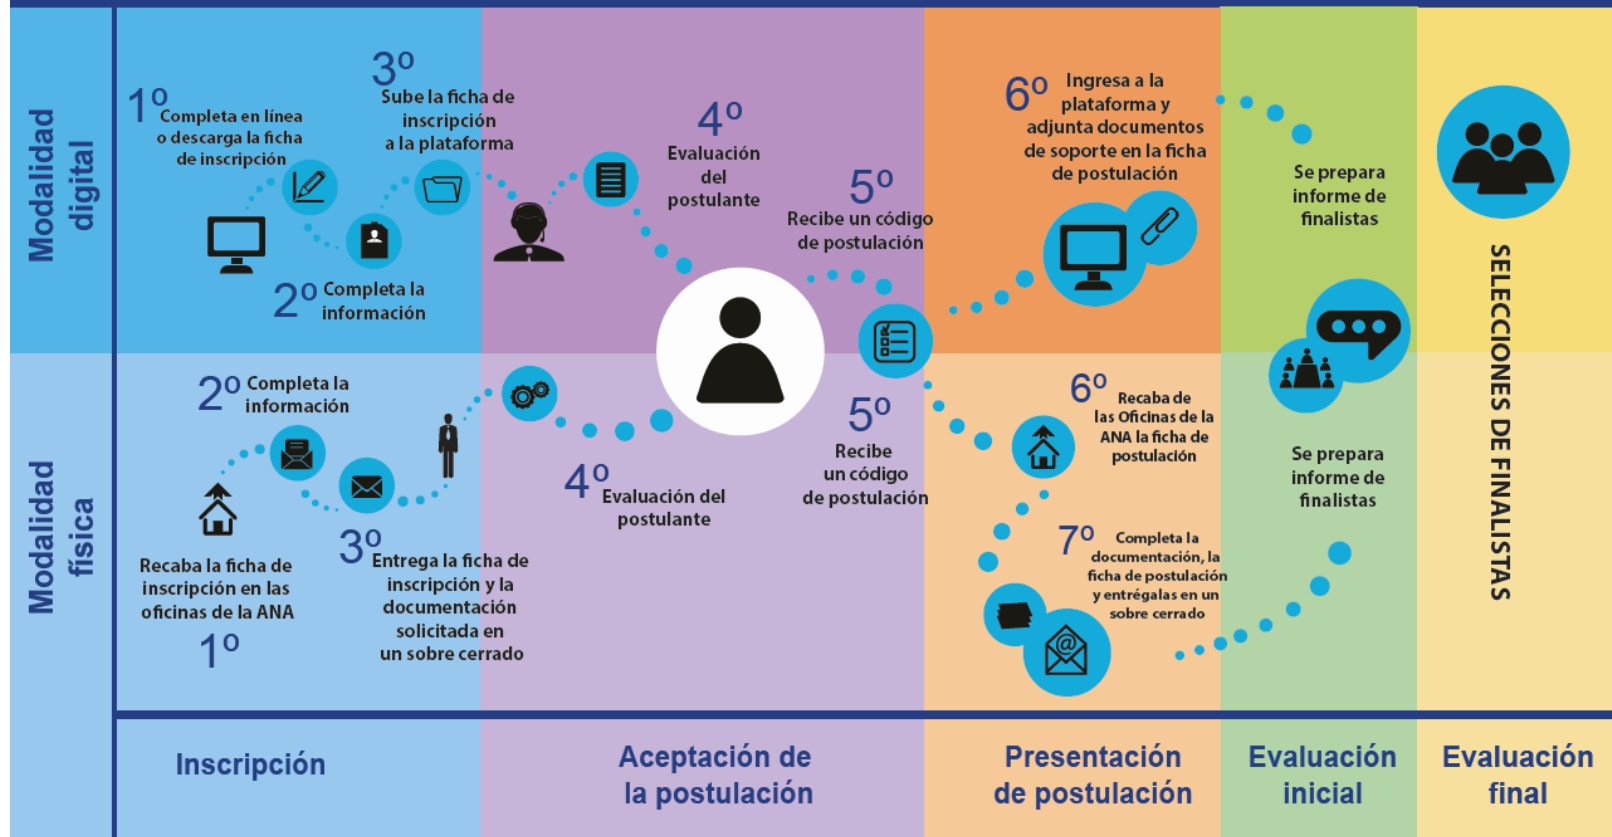 Modalidad
digital
1º
Completa en línea
o descarga la ficha
de inscripción
2º
Completa la
información
3º
Sube la ficha de
inscripción
a la plataforma
4º
Evaluación
del
postulante
5º
Recibe un código
de postulación
6º
Ingresa a la
plataforma y
adjunta documentos
de soporte en la ficha
de postulación
Se prepara
informe de
finalistas
SELECCIONES DE FINALISTAS
Modalidad
física
Recaba la ficha de
inscripción en las
oficinas de la ANA
1º
2º
Completa la
información
3º
Entrega la ficha de
inscripción y la
documentación
solicitada en
un sobre cerrado
4º
Evaluación del
postulante
5º
Recibe
un código
de postulación
6º
Recaba de
las Oficinas de la
ANA la ficha de
postulación
7º
Completa la
documentación, la
ficha de postulación
y entrégalas en un
sobre cerrado
@
Se prepara
informe de
finalistas
Inscripción
Aceptación de
la postulación
Presentación
de postulación
Evaluación
inicial
Evaluación
final